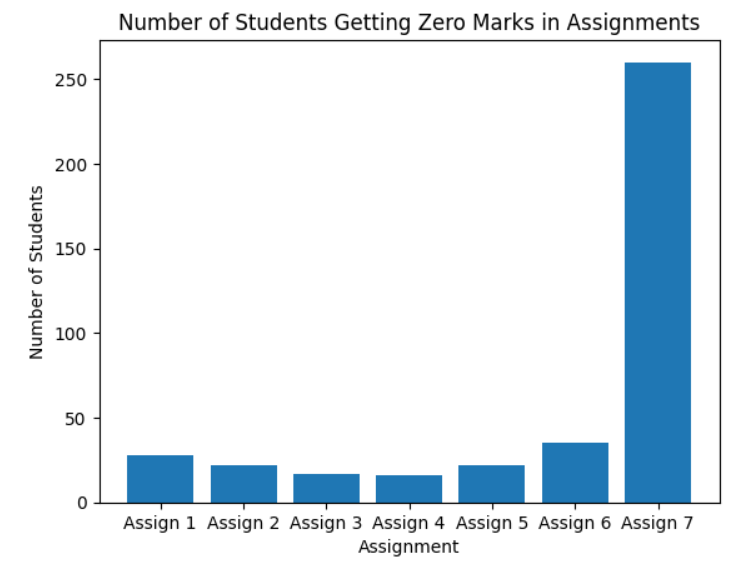 Number of Students Getting Zero Marks in Assignments
250
200
150
100
50
0
Number of Students
Assign 1 Assign 2 Assign 3 Assign 4 Assign 5 Assign 6 Assign 7
Assignment